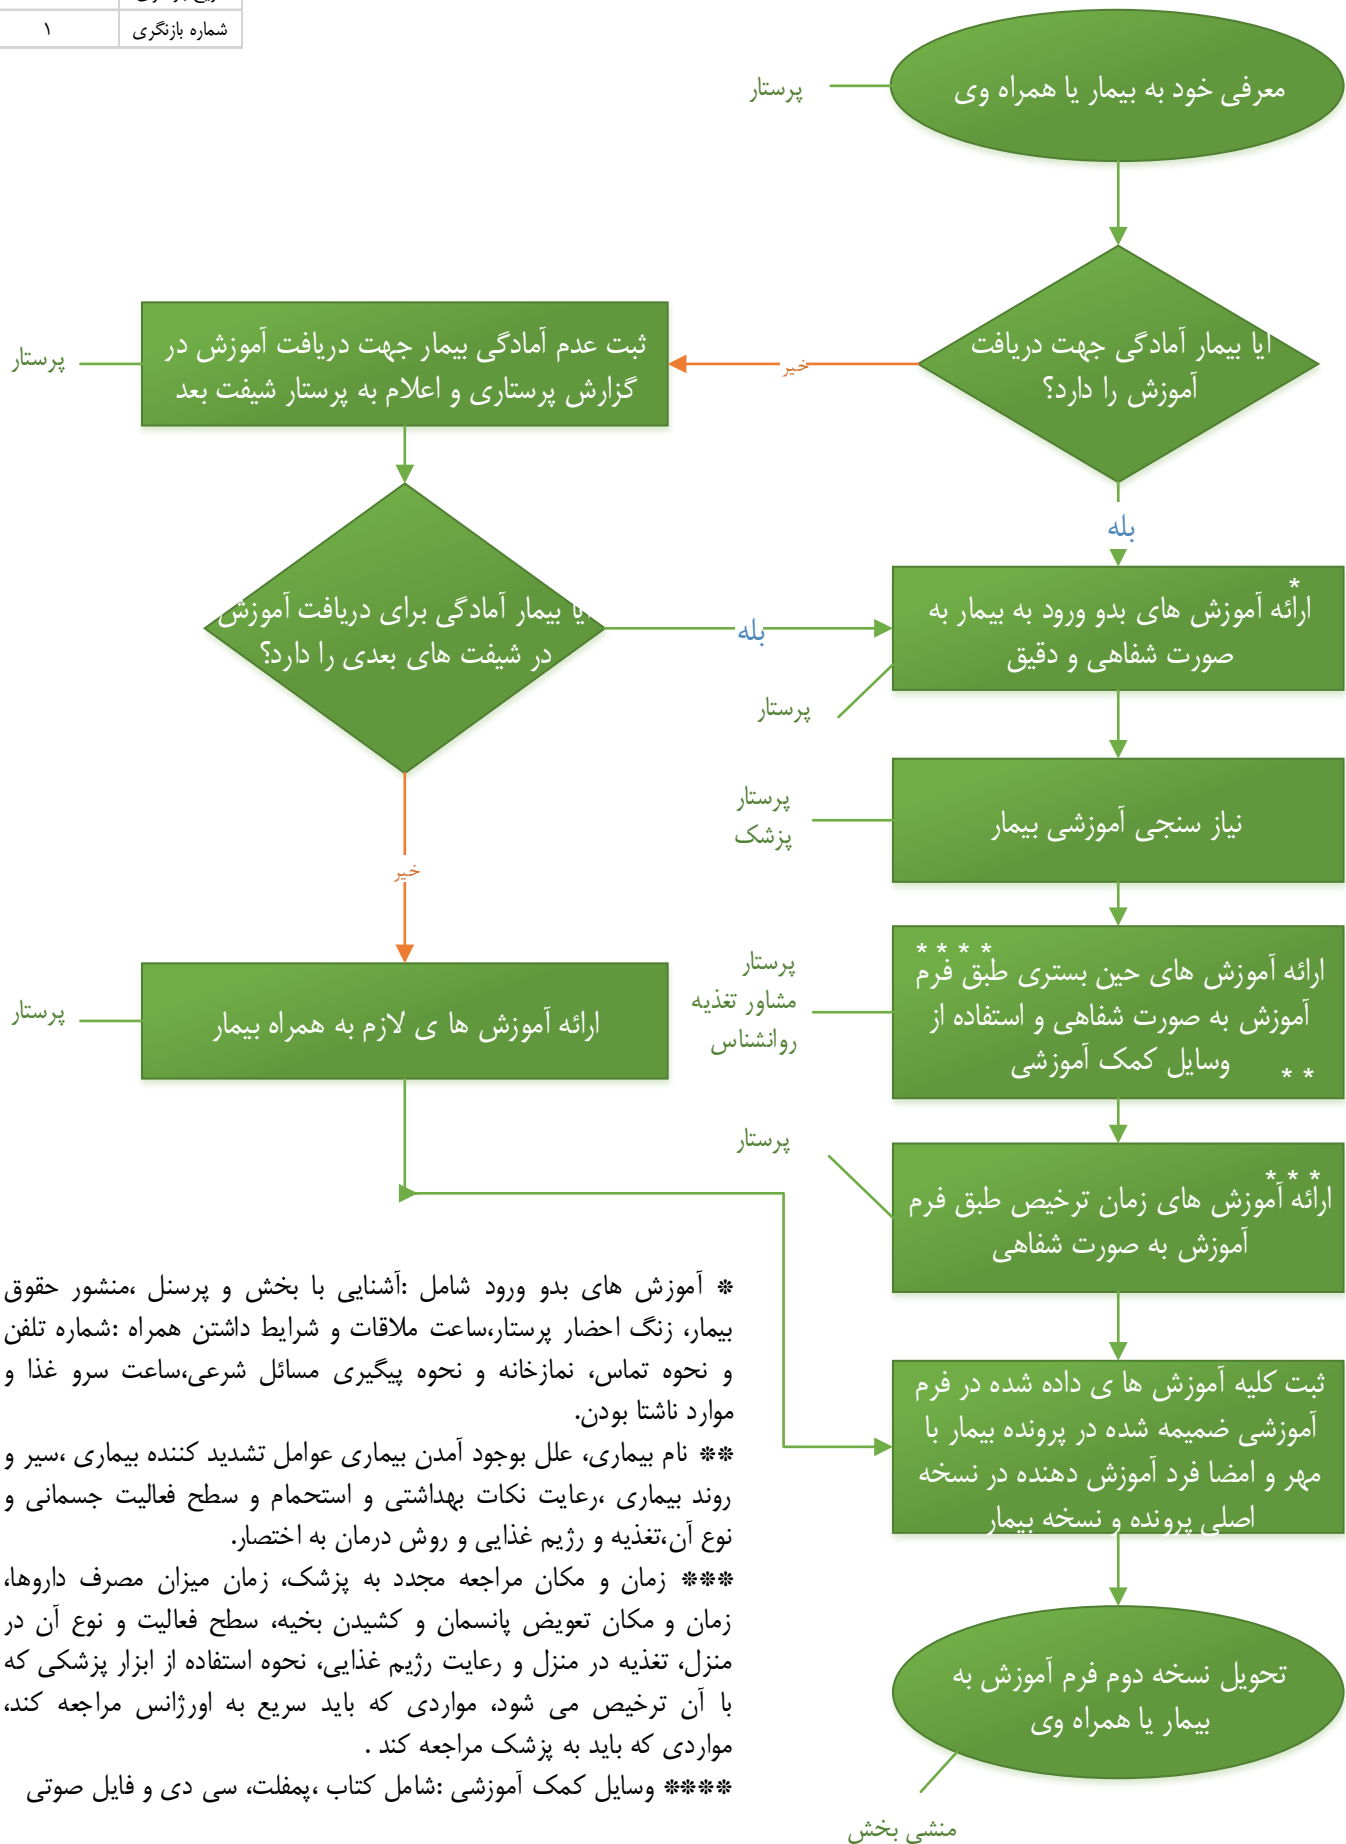 شماره بازنگری
۱
معرفی خود به بیمار یا همراه وی
پرستار
آیا بیمار آمادگی جهت دریافت
آموزش را دارد؟
خیر
ثبت عدم آمادگی بیمار جهت دریافت آموزش در
گزارش پرستاری و اعلام به پرستار شیفت بعد
پرستار
بله
آیا بیمار آمادگی برای دریافت آموزش
در شیفت های بعدی را دارد؟
بله
*
ارائه آموزش های بدو ورود به بیمار به
صورت شفاهی و دقیق
پرستار
نیاز سنجی آموزشی بیمار
پرستار
پزشک
خیر
* * * *
ارائه آموزش های حین بستری طبق فرم
آموزش به صورت شفاهی و استفاده از
وسایل کمک آموزشی
* *
پرستار
مشاور تغذیه
روانشناس
ارائه آموزش ها ی لازم به همراه بیمار
پرستار
* * *
ارائه آموزش های زمان ترخیص طبق فرم
آموزش به صورت شفاهی
پرستار
ثبت کلیه آموزش ها ی داده شده در فرم
آموزشی ضمیمه شده در پرونده بیمار با
مهر و امضا فرد آموزش دهنده در نسخه
اصلی پرونده و نسخه بیمار
تحویل نسخه دوم فرم آموزش به
بیمار یا همراه وی
منشی بخش
* آموزش های بدو ورود شامل :آشنایی با بخش و پرسنل ،منشور حقوق
بیمار، زنگ احضار پرستار،ساعت ملاقات و شرایط داشتن همراه :شماره تلفن
و نحوه تماس، نمازخانه و نحوه پیگیری مسائل شرعی،ساعت سرو غذا و
موارد ناشتا بودن.
** نام بیماری، علل بوجود آمدن بیماری عوامل تشدید کننده بیماری ،سیر و
روند بیماری ،رعایت نکات بهداشتی و استحمام و سطح فعالیت جسمانی و
نوع آن،تغذیه و رژیم غذایی و روش درمان به اختصار.
*** زمان و مکان مراجعه مجدد به پزشک، زمان میزان مصرف داروها،
زمان و مکان تعویض پانسمان و کشیدن بخیه، سطح فعالیت و نوع آن در
منزل، تغذیه در منزل و رعایت رژیم غذایی، نحوه استفاده از ابزار پزشکی که
با آن ترخیص می شود، مواردی که باید سریع به اورژانس مراجعه کند،
مواردی که باید به پزشک مراجعه کند .
**** وسایل کمک آموزشی :شامل کتاب ،پمفلت، سی دی و فایل صوتی